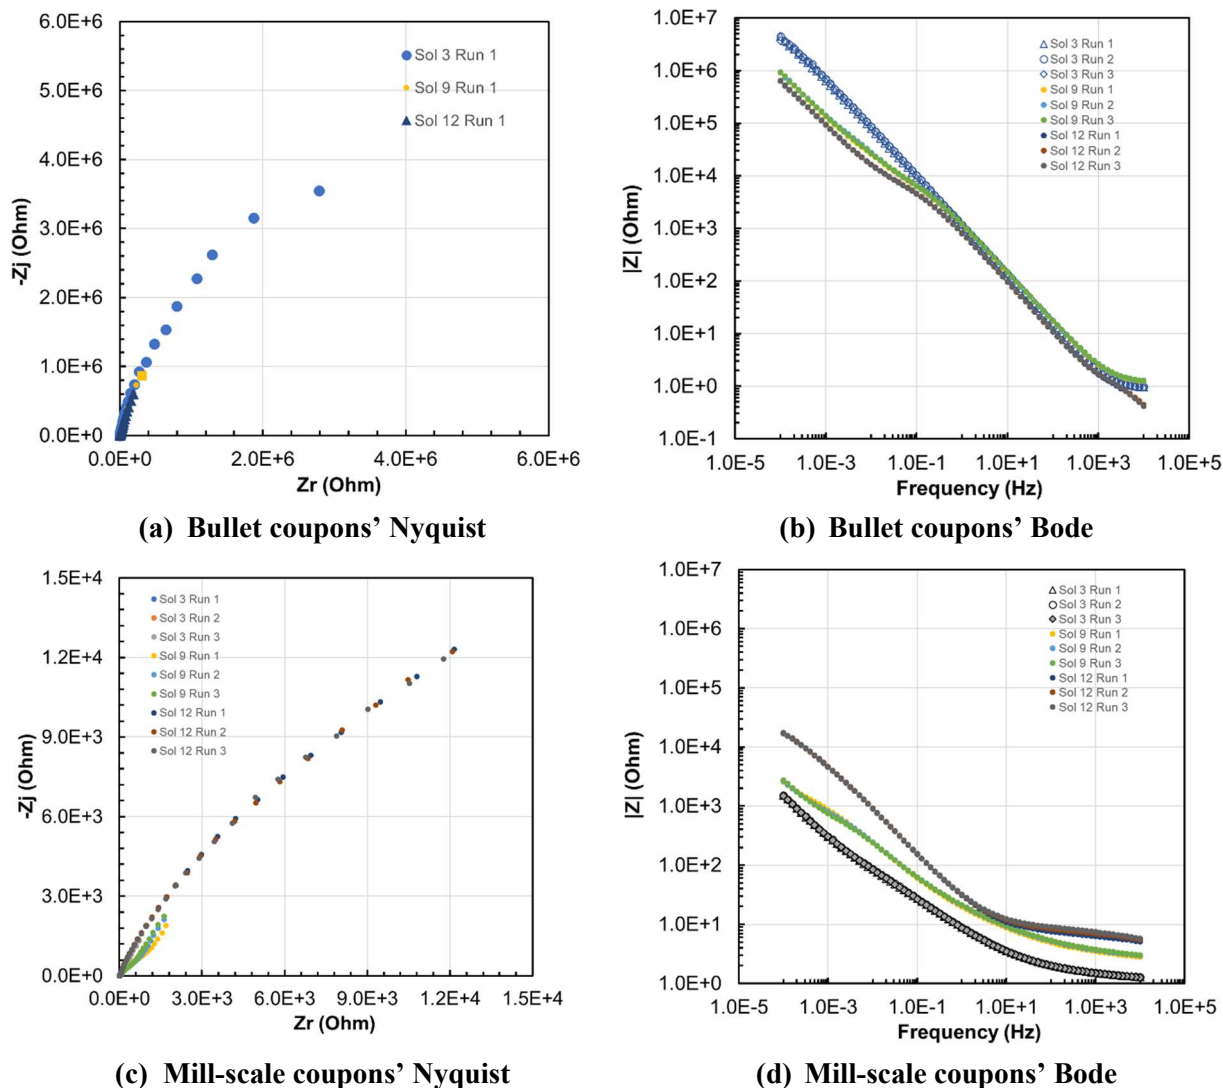 6.0E+6
5.0E+6
4.0E+6
3.0E+6
2.0E+6
1.0E+6
0.0E+0
-Zj (Ohm)
Sol 3 Run 1
Sol 9 Run 1
Sol 12 Run 1
0.0E+0 2.0E+6 4.0E+6 6.0E+6
Zr (Ohm)
(a) Bullet coupons’ Nyquist
1.0E+7
1.0E+6
1.0E+5
1.0E+4
1.0E+3
1.0E+2
1.0E+1
1.0E+0
1.0E-1
|Z| (Ohm)
Sol 3 Run 1
Sol 3 Run 2
Sol 3 Run 3
Sol 9 Run 1
Sol 9 Run 2
Sol 9 Run 3
Sol 12 Run 1
Sol 12 Run 2
Sol 12 Run 3
1.0E-5 1.0E-3 1.0E-1 1.0E+1 1.0E+3 1.0E+5
Frequency (Hz)
(b) Bullet coupons’ Bode
1.5E+4
1.2E+4
9.0E+3
6.0E+3
3.0E+3
0.0E+0
-Zj (Ohm)
Sol 3 Run 1
Sol 3 Run 2
Sol 3 Run 3
Sol 9 Run 1
Sol 9 Run 2
Sol 9 Run 3
Sol 12 Run 1
Sol 12 Run 2
Sol 12 Run 3
0.0E+0 3.0E+3 6.0E+3 9.0E+3 1.2E+4 1.5E+4
Zr (Ohm)
(c) Mill-scale coupons’ Nyquist
1.0E+7
1.0E+6
1.0E+5
1.0E+4
1.0E+3
1.0E+2
1.0E+1
1.0E+0
|Z| (Ohm)
Sol 3 Run 1
Sol 3 Run 2
Sol 3 Run 3
Sol 9 Run 1
Sol 9 Run 2
Sol 9 Run 3
Sol 12 Run 1
Sol 12 Run 2
Sol 12 Run 3
1.0E-5 1.0E-3 1.0E-1 1.0E+1 1.0E+3 1.0E+5
Frequency (Hz)
(d) Mill-scale coupons’ Bode